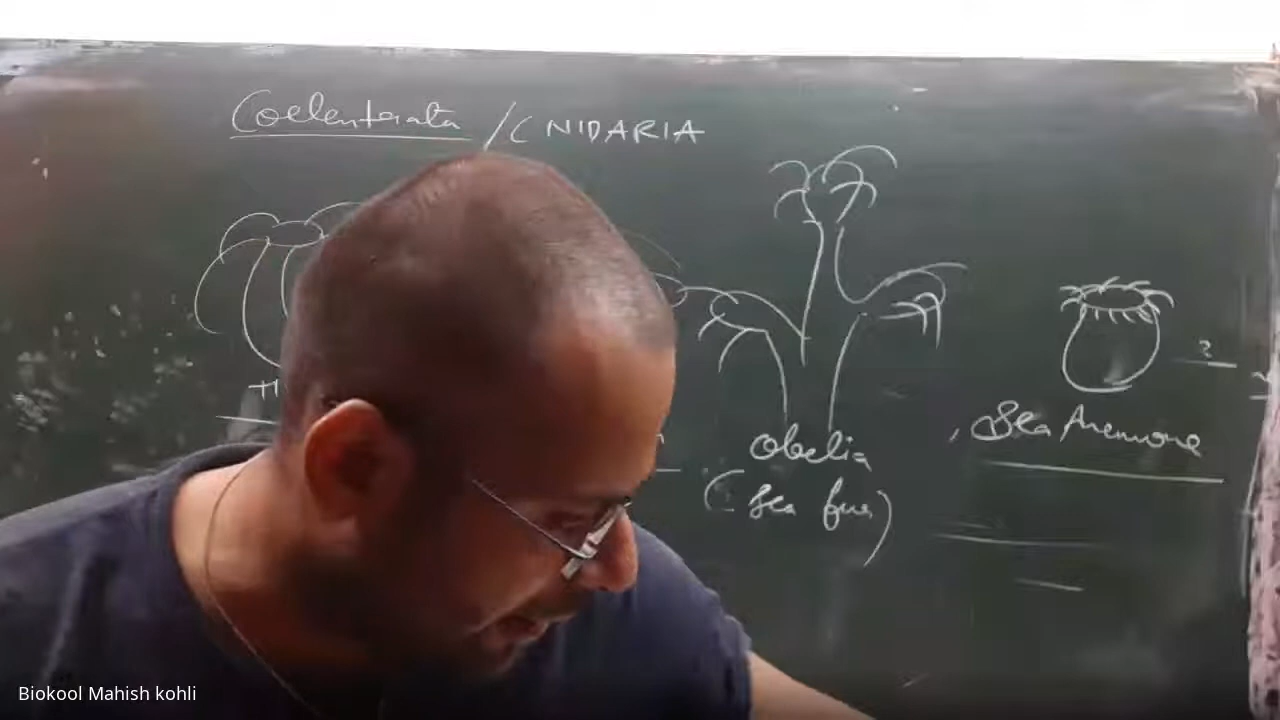 Coelenterata / CNIDARIA
Obelia
(Sea fur)
, Sea Anemone
?
Biokool Mahish kohli